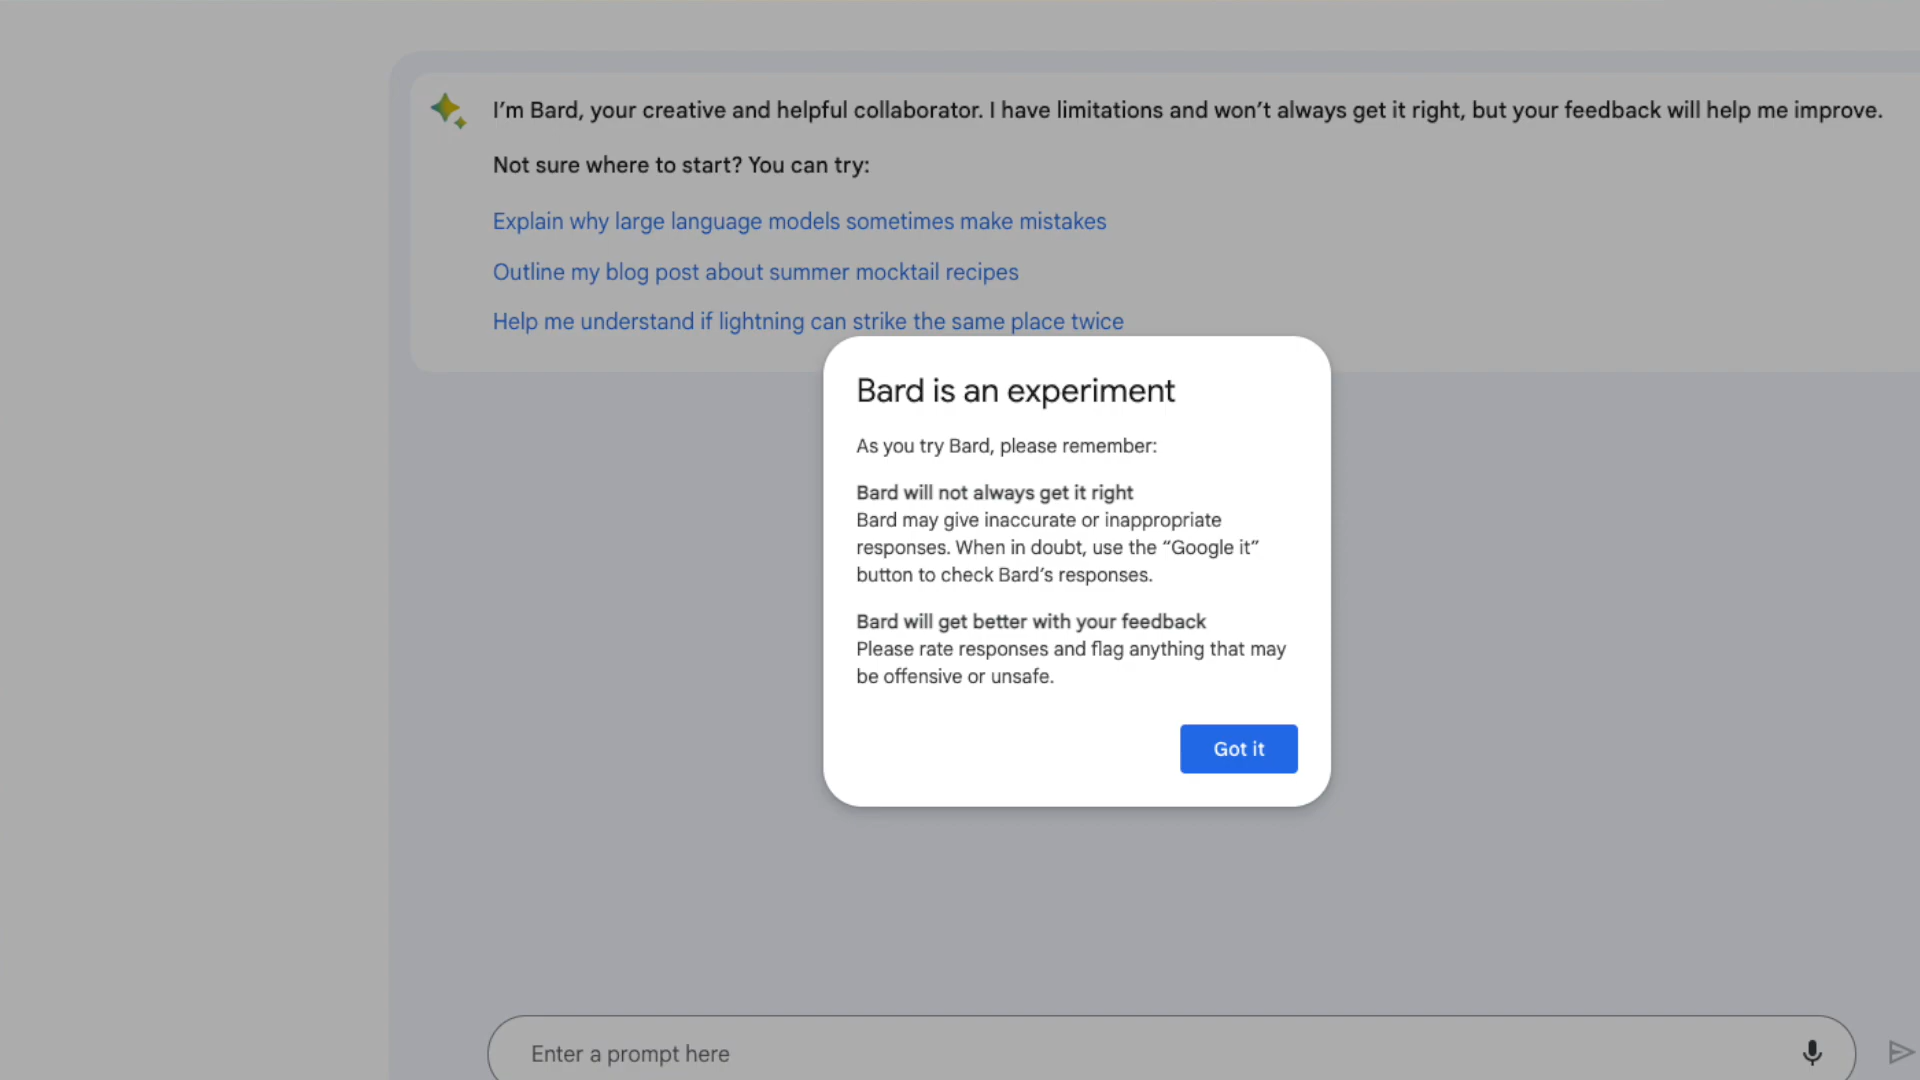 I’m Bard, your creative and helpful collaborator. I have limitations and won’t always get it right, but your feedback will help me improve.
Not sure where to start? You can try:
Explain why large language models sometimes make mistakes
Outline my blog post about summer mocktail recipes
Help me understand if lightning can strike the same place twice
Bard is an experiment
As you try Bard, please remember:
Bard will not always get it right
Bard may give inaccurate or inappropriate
responses. When in doubt, use the “Google it”
button to check Bard’s responses.
Bard will get better with your feedback
Please rate responses and flag anything that may
be offensive or unsafe.
Got it
Enter a prompt here